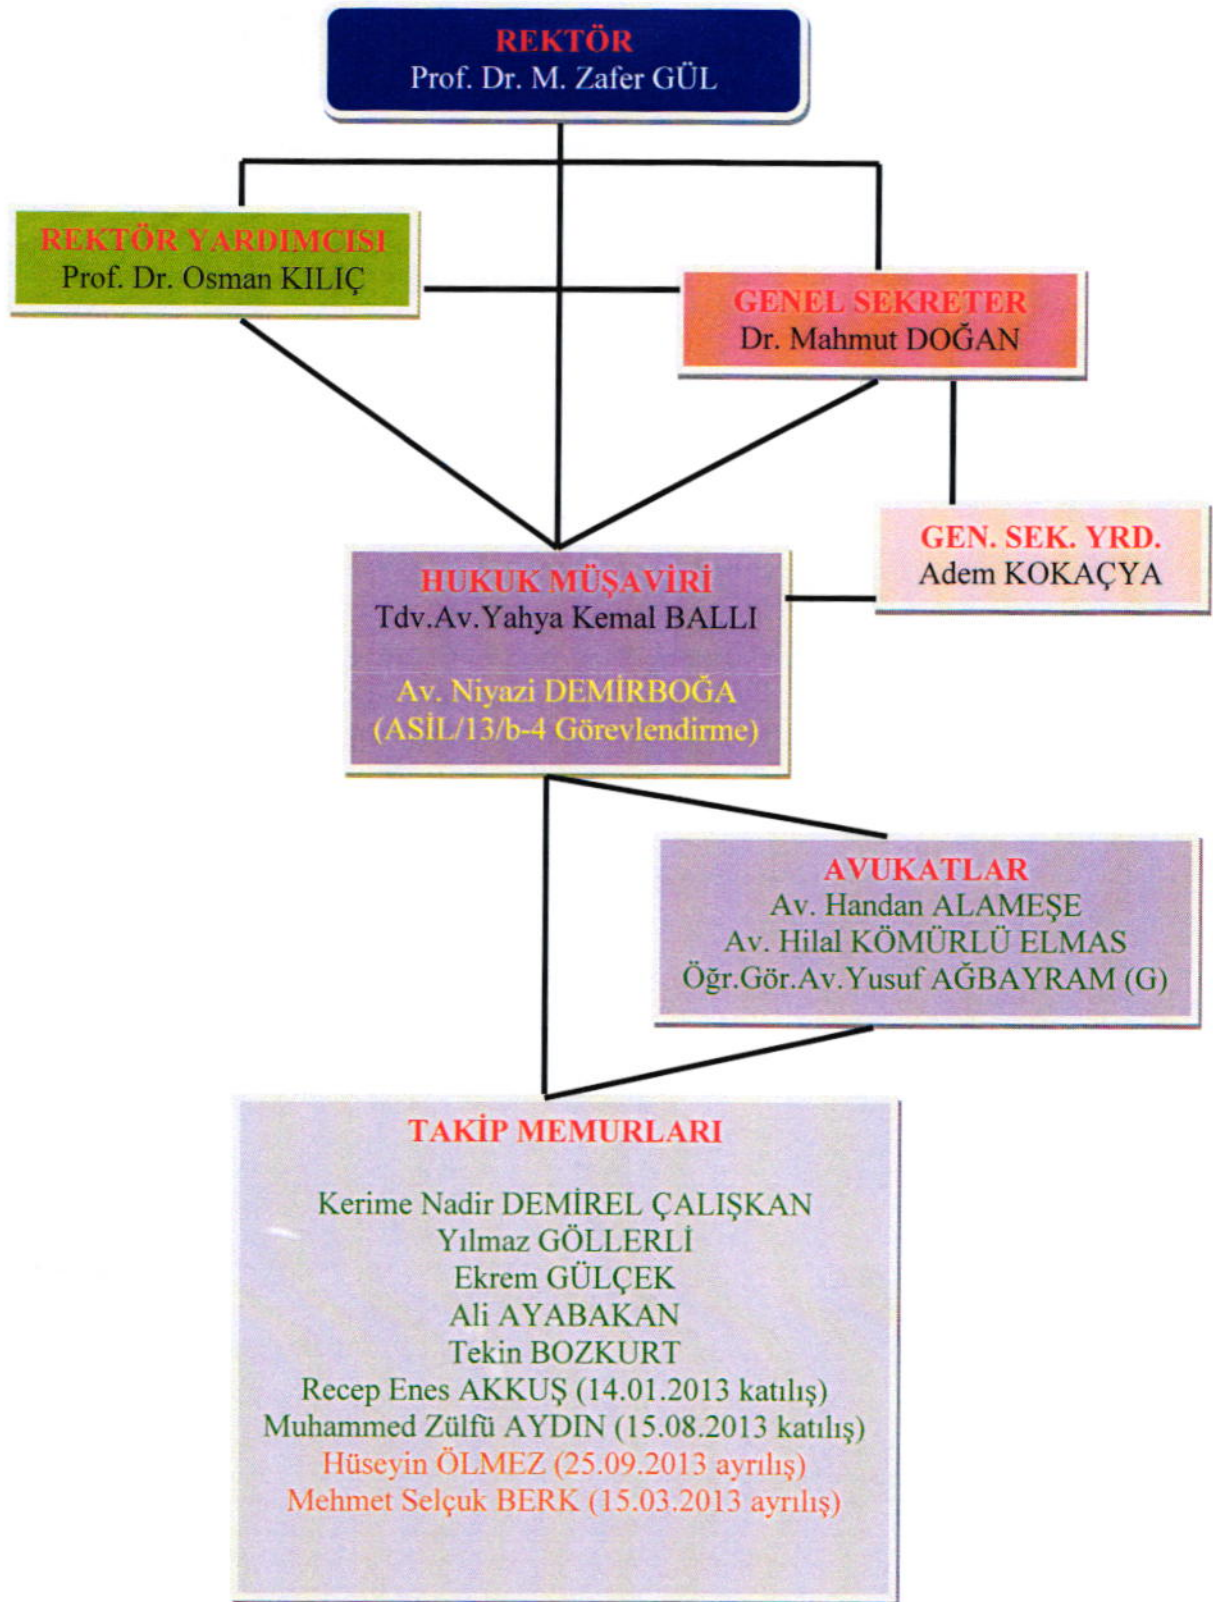 REKTÖR
Prof. Dr. M. Zafer GÜL
REKTÖR YARDIMCISI
Prof. Dr. Osman KILIÇ
GENEL SEKRETER
Dr. Mahmut DOĞAN
GEN. SEK. YRD.
Adem KOKAÇYA
HUKUK MÜŞAVİRİ
Tdv.Av.Yahya Kemal BALLI
Av. Niyazi DEMİRBOĞA
(ASİL/13/b-4 Görevlendirme)
AVUKATLAR
Av. Handan ALAMEŞE
Av. Hilal KÖMÜRLÜ ELMAS
Öğr.Gör.Av.Yusuf AĞBAYRAM (G)
TAKİP MEMURLARI
Kerime Nadir DEMİREL ÇALIŞKAN
Yılmaz GÖLLERLİ
Ekrem GÜLÇEK
Ali AYABAKAN
Tekin BOZKURT
Recep Enes AKKUŞ (14.01.2013 katılış)
Muhammed Zülfü AYDIN (15.08.2013 katılış)
Hüseyin ÖLMEZ (25.09.2013 ayrılış)
Mehmet Selçuk BERK (15.03.2013 ayrılış)